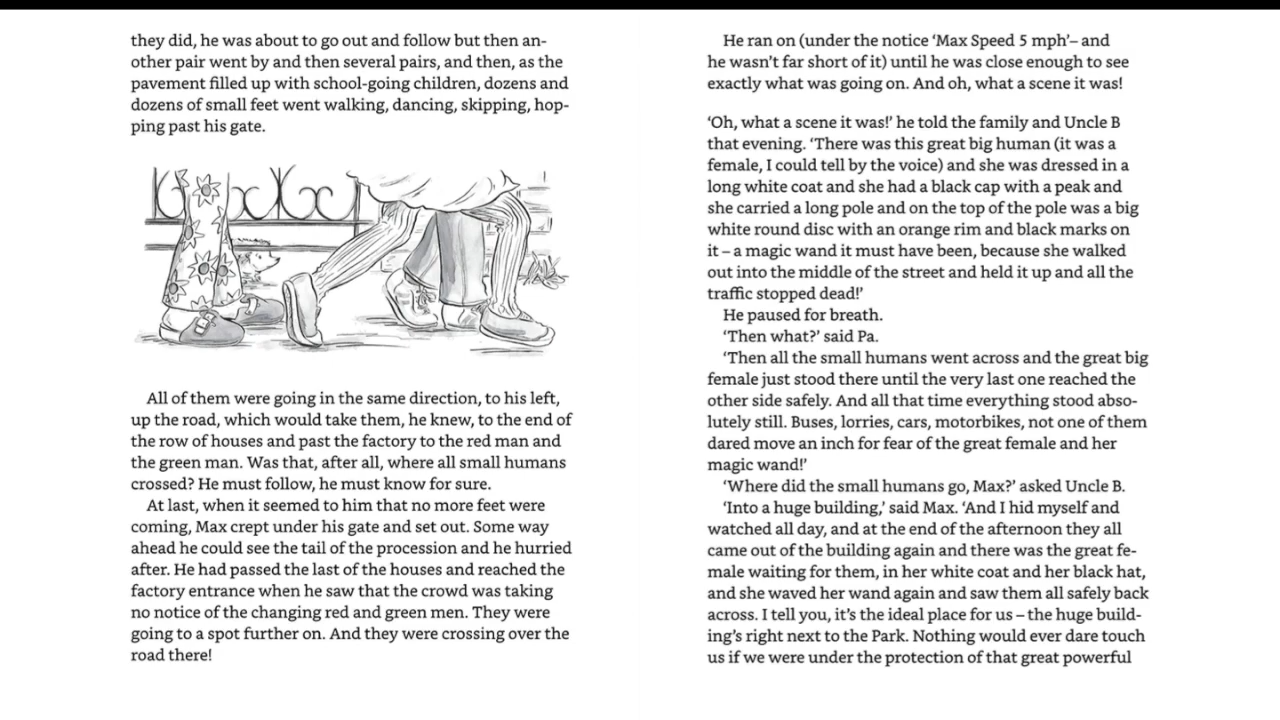 they did, he was about to go out and follow but then an-
other pair went by and then several pairs, and then, as the
pavement filled up with school-going children, dozens and
dozens of small feet went walking, dancing, skipping, hop-
ping past his gate.
All of them were going in the same direction, to his left,
up the road, which would take them, he knew, to the end of
the row of houses and past the factory to the red man and
the green man. Was that, after all, where all small humans
crossed? He must follow, he must know for sure.
At last, when it seemed to him that no more feet were
coming, Max crept under his gate and set out. Some way
ahead he could see the tail of the procession and he hurried
after. He had passed the last of the houses and reached the
factory entrance when he saw that the crowd was taking
no notice of the changing red and green men. They were
going to a spot further on. And they were crossing over the
road there!
He ran on (under the notice ‘Max Speed 5 mph’– and
he wasn’t far short of it) until he was close enough to see
exactly what was going on. And oh, what a scene it was!
‘Oh, what a scene it was!’ he told the family and Uncle B
that evening. ‘There was this great big human (it was a
female, I could tell by the voice) and she was dressed in a
long white coat and she had a black cap with a peak and
she carried a long pole and on the top of the pole was a big
white round disc with an orange rim and black marks on
it – a magic wand it must have been, because she walked
out into the middle of the street and held it up and all the
traffic stopped dead!’
He paused for breath.
‘Then what?’ said Pa.
‘Then all the small humans went across and the great big
female just stood there until the very last one reached the
other side safely. And all that time everything stood abso-
lutely still. Buses, lorries, cars, motorbikes, not one of them
dared move an inch for fear of the great female and her
magic wand!’
‘Where did the small humans go, Max?’ asked Uncle B.
‘Into a huge building,’ said Max. ‘And I hid myself and
watched all day, and at the end of the afternoon they all
came out of the building again and there was the great fe-
male waiting for them, in her white coat and her black hat,
and she waved her wand again and saw them all safely back
across. I tell you, it’s the ideal place for us – the huge build-
ing’s right next to the Park. Nothing would ever dare touch
us if we were under the protection of that great powerful